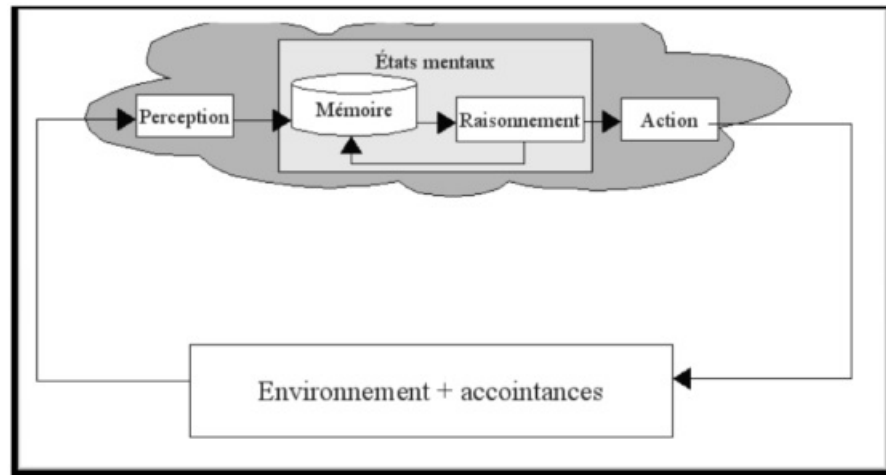 États mentaux
Mémoire
Perception
Raisonnement
Action
Environnement + accointances